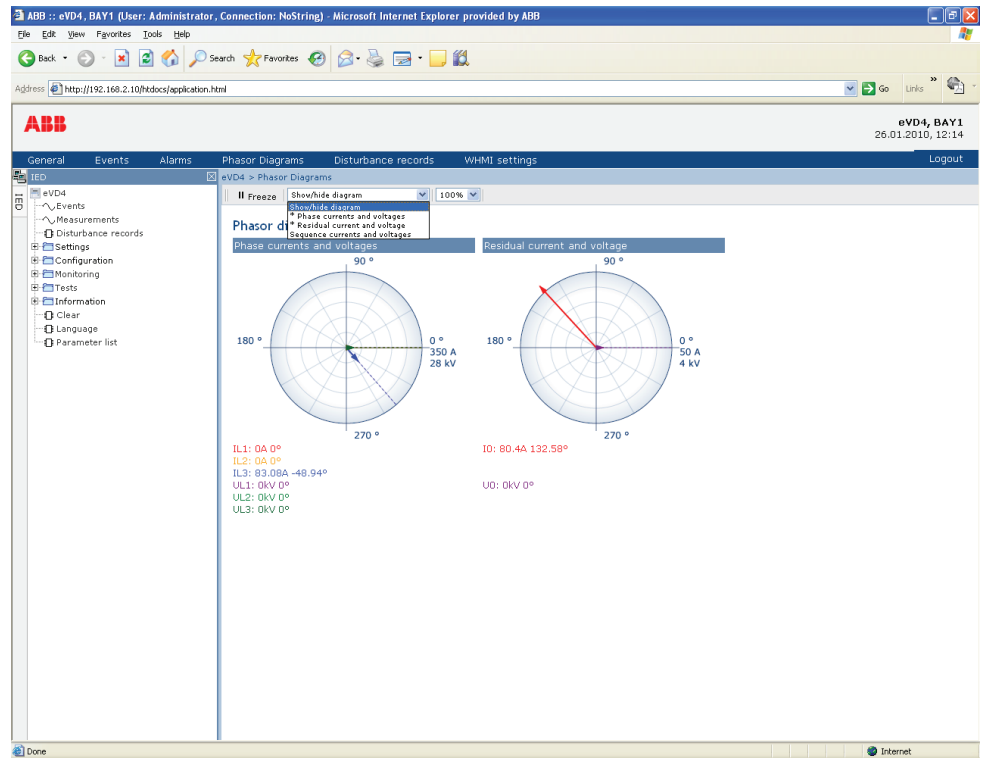 ABB :: eVD4, BAY1 (User: Administrator, Connection: NoString) - Microsoft Internet Explorer provided by ABB
File Edit View Favorites Tools Help
Back Search Favorites
Address http://192.168.2.10/htdocs/application.html Go Links »
ABB
eVD4, BAY1
26.01.2010, 12:14
General Events Alarms Phasor Diagrams Disturbance records WHMI settings Logout
IED
IED
eVD4
Events
Measurements
Disturbance records
Settings
Configuration
Monitoring
Tests
Information
Clear
Language
Parameter list
eVD4 > Phasor Diagrams
Freeze Show/hide diagram 100%
Show/hide diagram
* Phase currents and voltages
* Residual current and voltage
Sequence currents and voltages
Phasor di
Phase currents and voltages
90 °
180 °
0 °
350 A
28 kV
270 °
IL1: 0A 0°
IL2: 0A 0°
IL3: 83.08A -48.94°
UL1: 0kV 0°
UL2: 0kV 0°
UL3: 0kV 0°
Residual current and voltage
90 °
180 °
0 °
50 A
4 kV
270 °
I0: 80.4A 132.58°
U0: 0kV 0°
Done
Internet